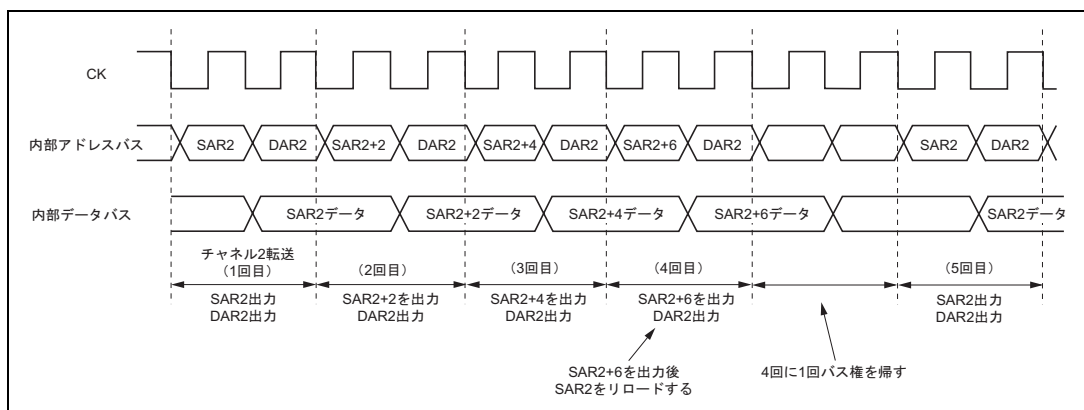 CK
内部アドレスバス
SAR2 DAR2 SAR2+2 DAR2 SAR2+4 DAR2 SAR2+6 DAR2 SAR2 DAR2
内部データバス
SAR2データ SAR2+2データ SAR2+4データ SAR2+6データ SAR2データ
チャネル2転送
(1回目) (2回目) (3回目) (4回目) (5回目)
SAR2出力 SAR2+2を出力 SAR2+4を出力 SAR2+6を出力 SAR2出力
DAR2出力 DAR2出力 DAR2出力 DAR2出力 DAR2出力
SAR2+6を出力後 4回に1回バス権を帰す
SAR2をリロードする